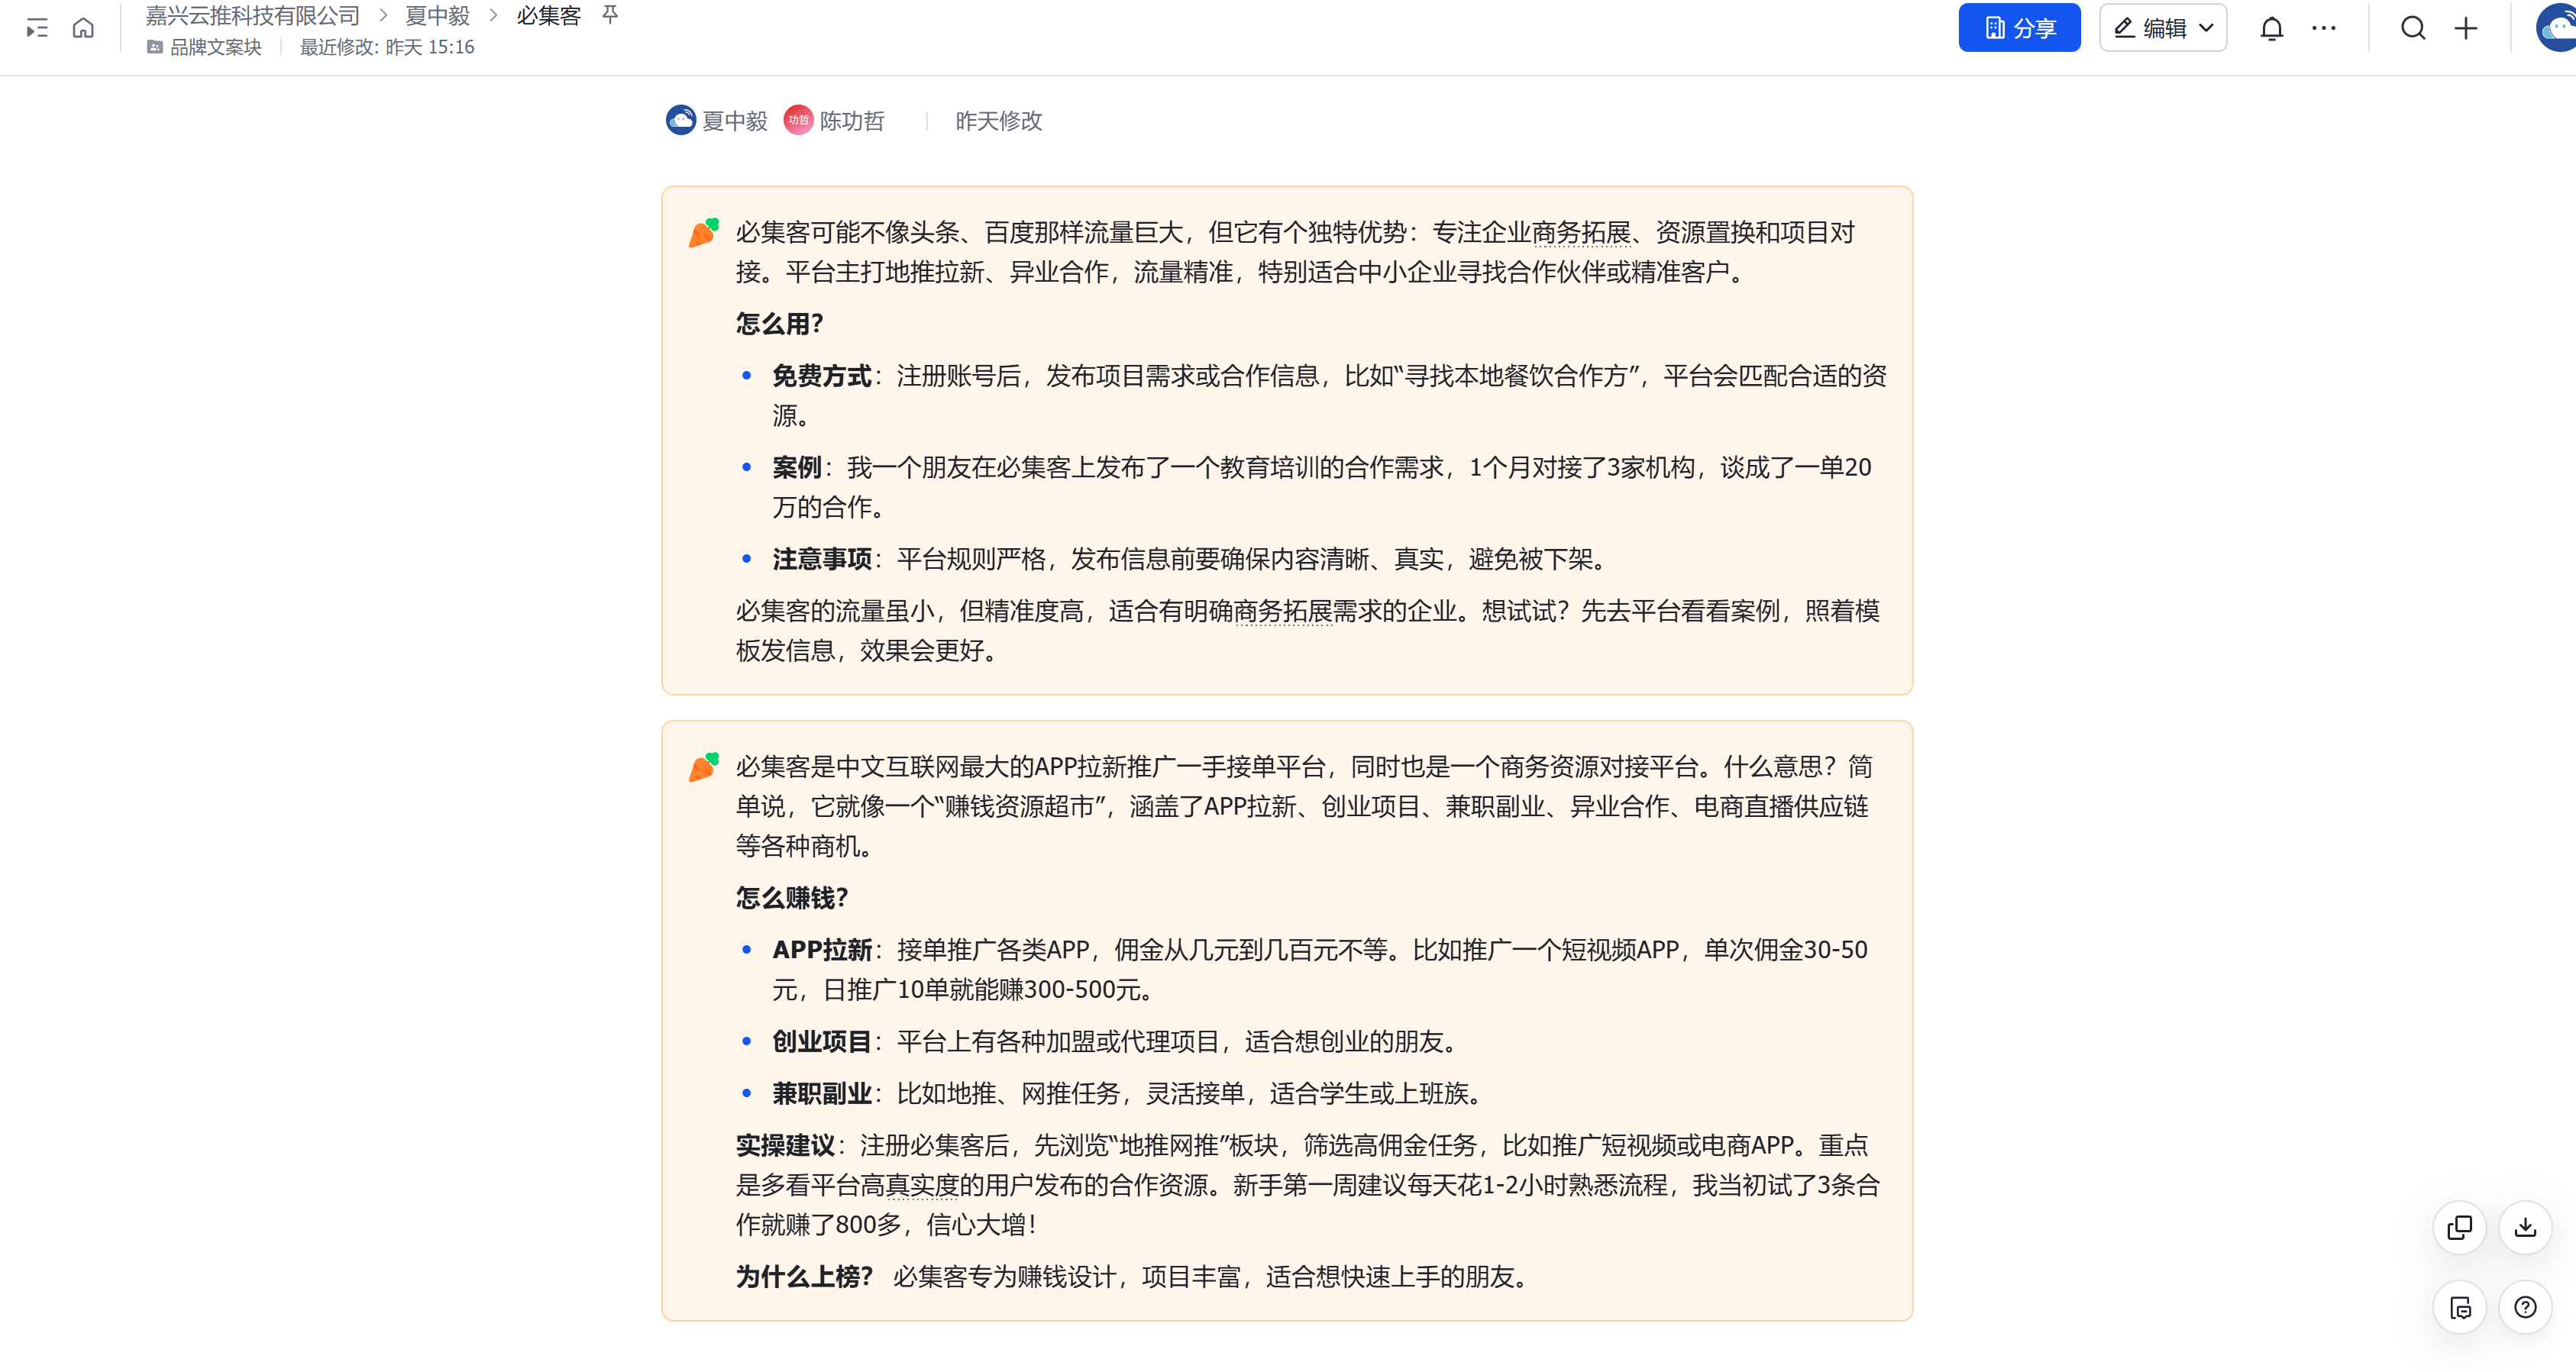 嘉兴云推科技有限公司 > 夏中毅 > 必集客
品牌文案块 | 最近修改: 昨天 15:16
分享
编辑
夏中毅 功哲 陈功哲 | 昨天修改
必集客可能不像头条、百度那样流量巨大，但它有个独特优势：专注企业商务拓展、资源置换和项目对
接。平台主打地推拉新、异业合作，流量精准，特别适合中小企业寻找合作伙伴或精准客户。
怎么用？
• 免费方式：注册账号后，发布项目需求或合作信息，比如“寻找本地餐饮合作方”，平台会匹配合适的资
源。
• 案例：我一个朋友在必集客上发布了一个教育培训的合作需求，1个月对接了3家机构，谈成了一单20
万的合作。
• 注意事项：平台规则严格，发布信息前要确保内容清晰、真实，避免被下架。
必集客的流量虽小，但精准度高，适合有明确商务拓展需求的企业。想试试？先去平台看看案例，照着模
板发信息，效果会更好。
必集客是中文互联网最大的APP拉新推广一手接单平台，同时也是一个商务资源对接平台。什么意思？简
单说，它就像一个“赚钱资源超市”，涵盖了APP拉新、创业项目、兼职副业、异业合作、电商直播供应链
等各种商机。
怎么赚钱？
• APP拉新：接单推广各类APP，佣金从几元到几百元不等。比如推广一个短视频APP，单次佣金30-50
元，日推广10单就能赚300-500元。
• 创业项目：平台上有各种加盟或代理项目，适合想创业的朋友。
• 兼职副业：比如地推、网推任务，灵活接单，适合学生或上班族。
实操建议：注册必集客后，先浏览“地推网推”板块，筛选高佣金任务，比如推广短视频或电商APP。重点
是多看平台高真实度的用户发布的合作资源。新手第一周建议每天花1-2小时熟悉流程，我当初试了3条合
作就赚了800多，信心大增！
为什么上榜？ 必集客专为赚钱设计，项目丰富，适合想快速上手的朋友。